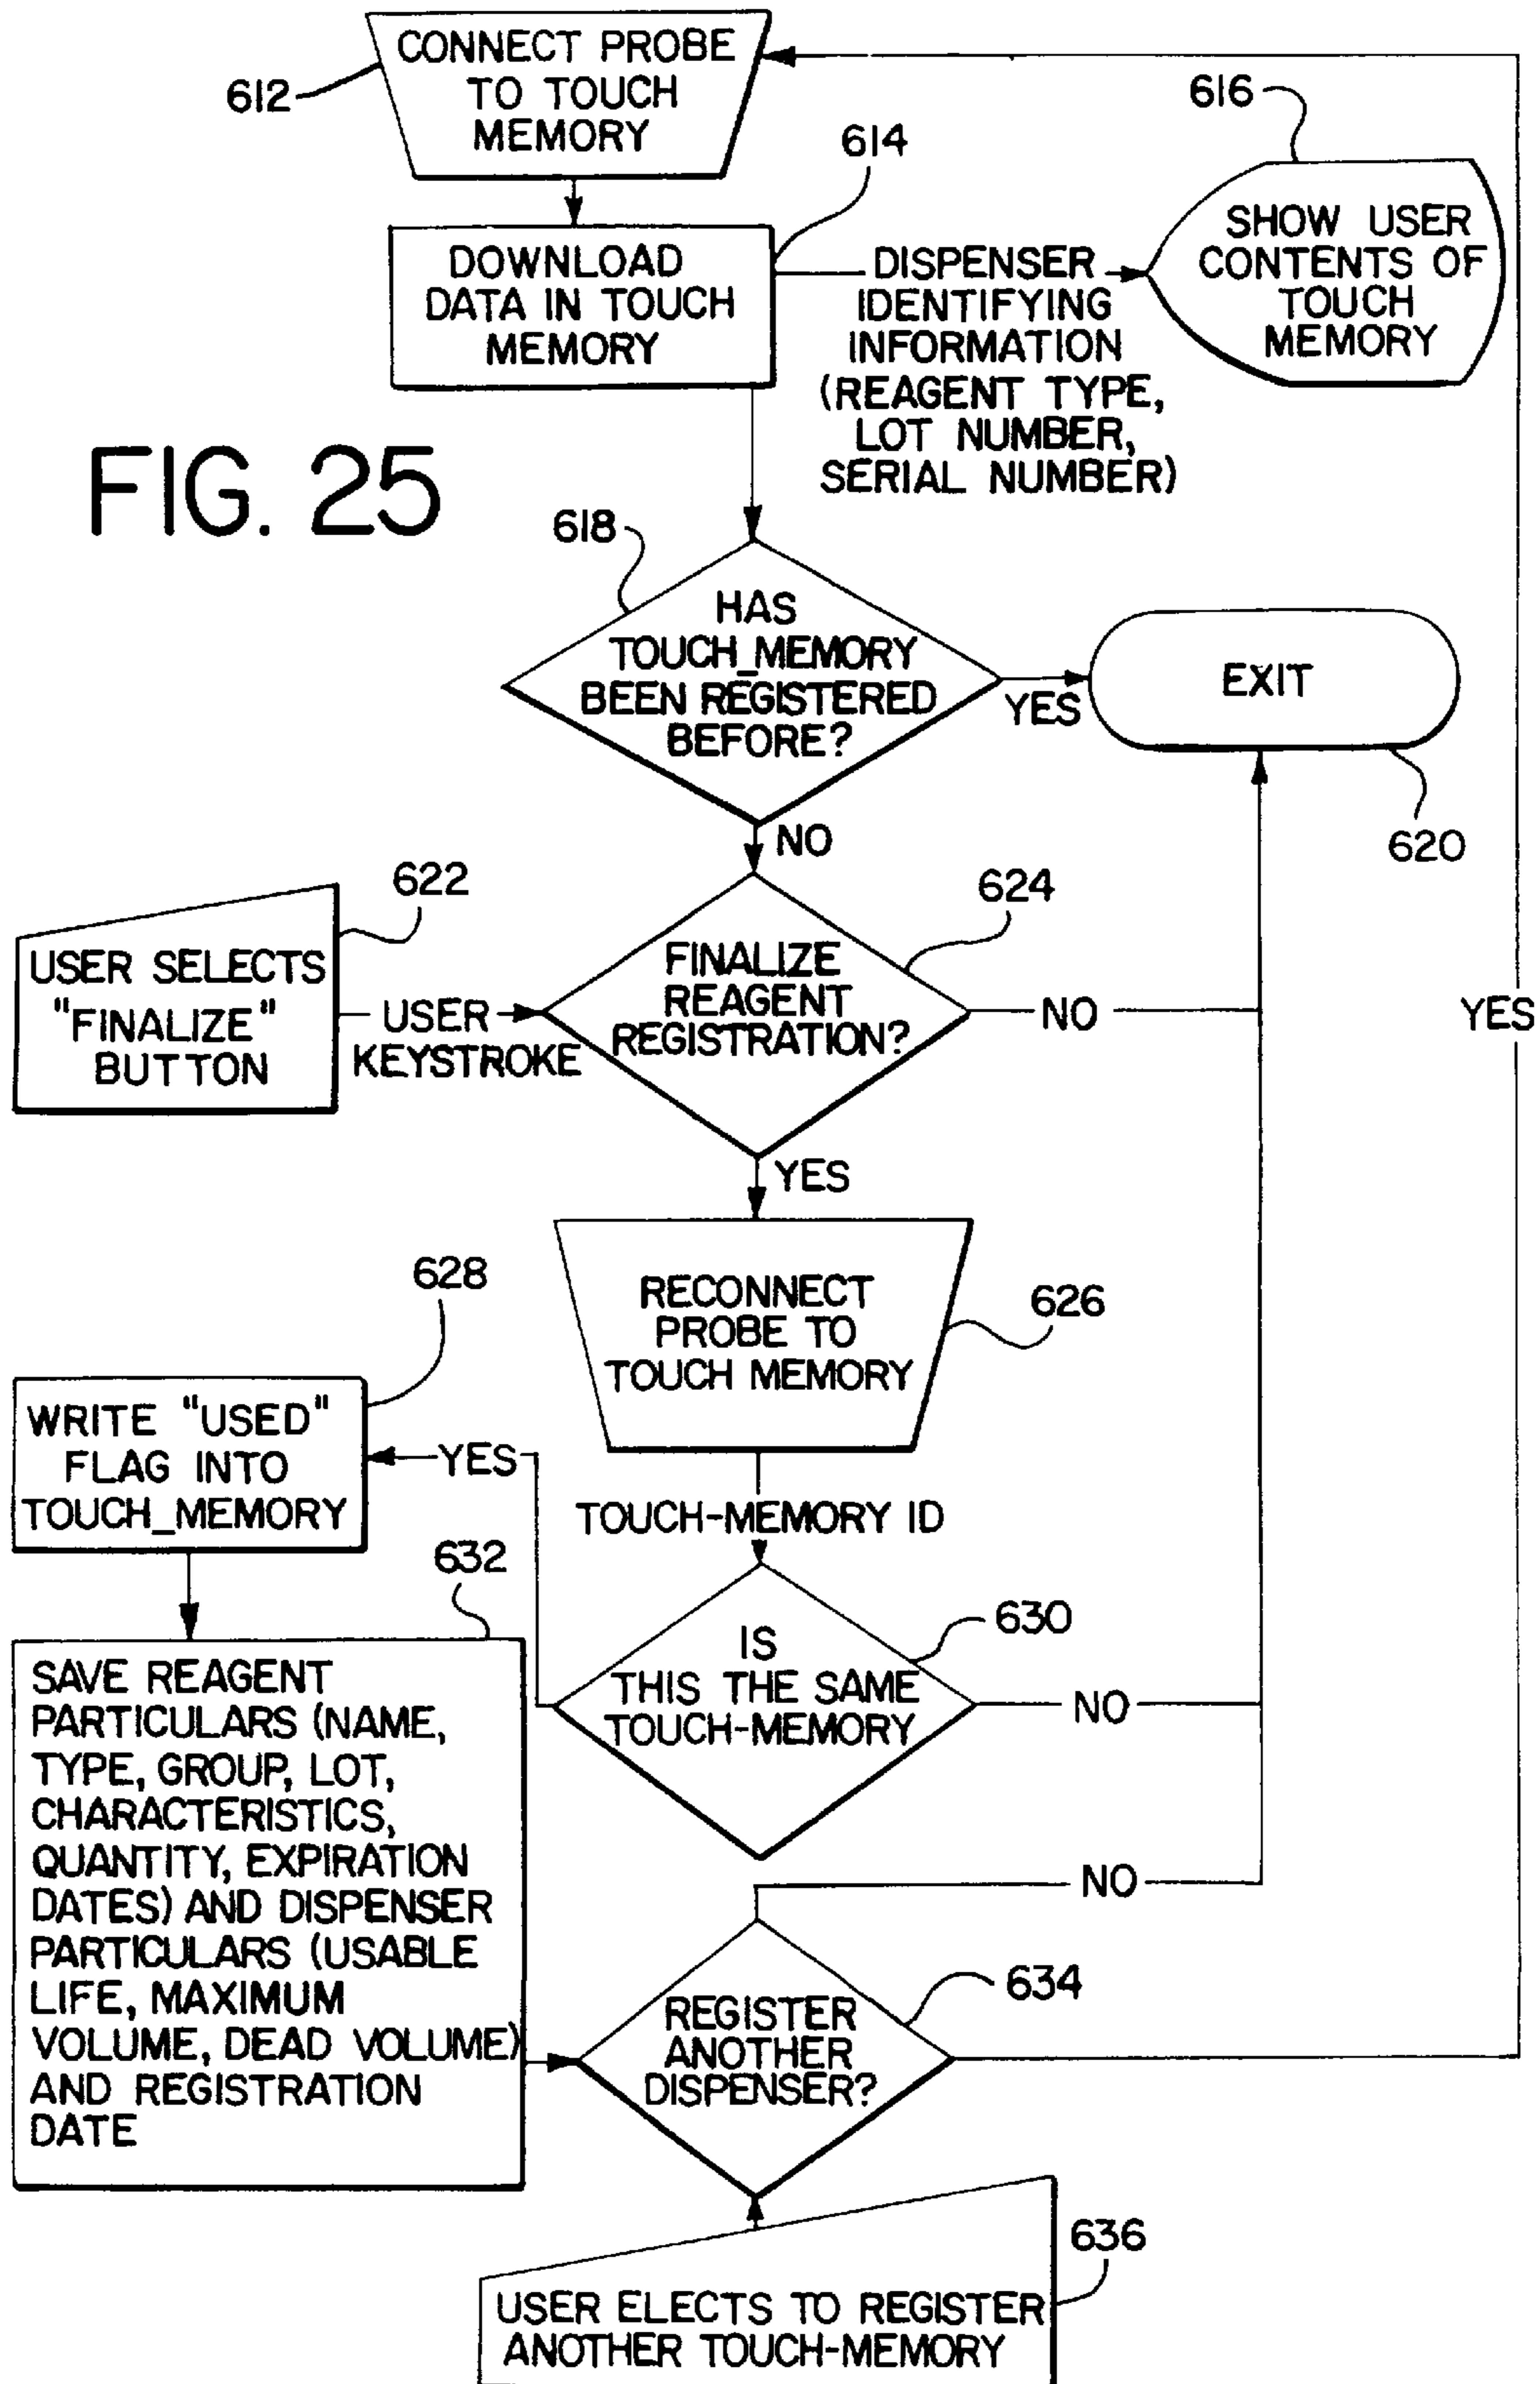 CONNECT PROBE
TO TOUCH
MEMORY
612
614
616
DOWNLOAD
DATA IN TOUCH
MEMORY
DISPENSER
IDENTIFYING
INFORMATION
(REAGENT TYPE,
LOT NUMBER,
SERIAL NUMBER)
SHOW USER
CONTENTS OF
TOUCH
MEMORY
FIG. 25
618
HAS
TOUCH_MEMORY
BEEN REGISTERED
BEFORE?
YES
EXIT
620
NO
622
USER SELECTS
"FINALIZE"
BUTTON
USER
KEYSTROKE
624
FINALIZE
REAGENT
REGISTRATION?
NO
YES
YES
628
RECONNECT
PROBE TO
TOUCH MEMORY
626
WRITE "USED"
FLAG INTO
TOUCH_MEMORY
YES
TOUCH-MEMORY ID
632
630
IS
THIS THE SAME
TOUCH-MEMORY
NO
SAVE REAGENT
PARTICULARS (NAME,
TYPE, GROUP, LOT,
CHARACTERISTICS,
QUANTITY, EXPIRATION
DATES) AND DISPENSER
PARTICULARS (USABLE
LIFE, MAXIMUM
VOLUME, DEAD VOLUME)
AND REGISTRATION
DATE
NO
634
REGISTER
ANOTHER
DISPENSER?
636
USER ELECTS TO REGISTER
ANOTHER TOUCH-MEMORY